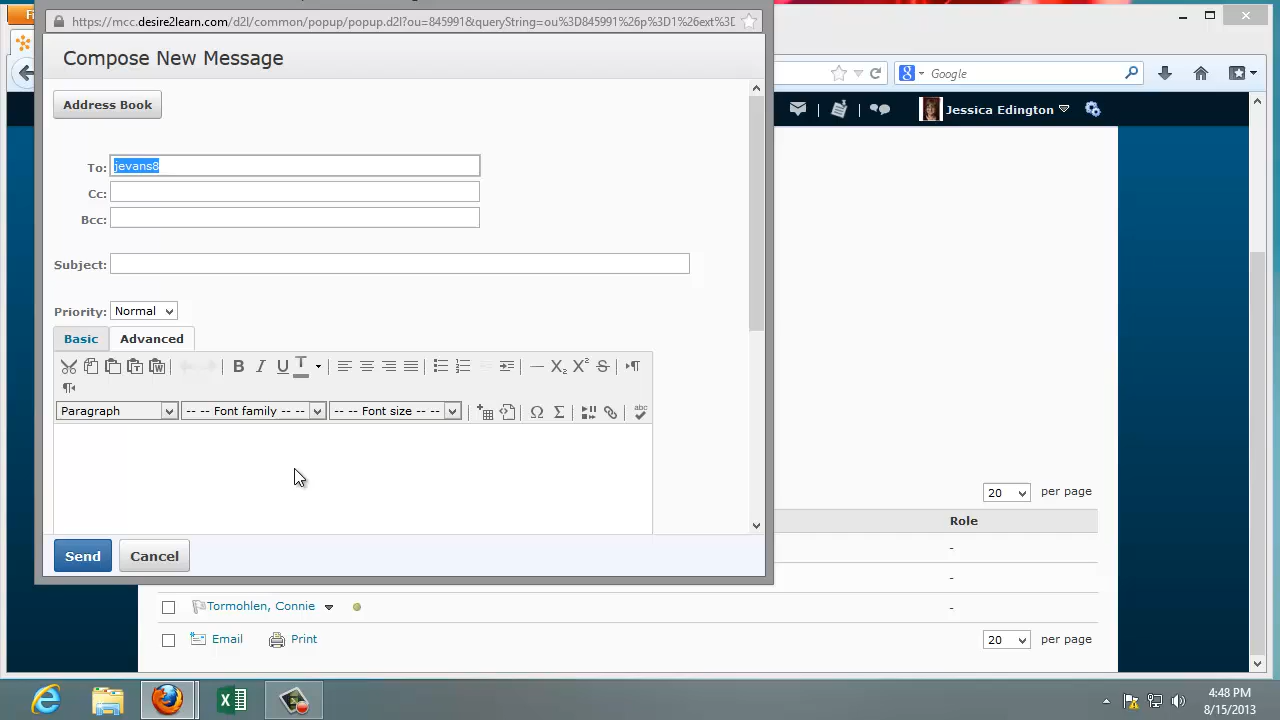 https://mcc.desire2learn.com/d2l/common/popup/popup.d2l?ou=845991&queryString=ou%3D845991%26p%3D1%26ext%3D
Compose New Message
Google
Address Book
Jessica Edington
To: jevans8
Cc:
Bcc:
Subject:
Priority: Normal
Basic Advanced
B I U T X₂ X² S
Paragraph -- -- Font family -- -- -- -- Font size -- --
Ω Σ abc
20 per page
Role
-
Send Cancel
-
Tormohlen, Connie -
Email Print 20 per page
4:48 PM
8/15/2013